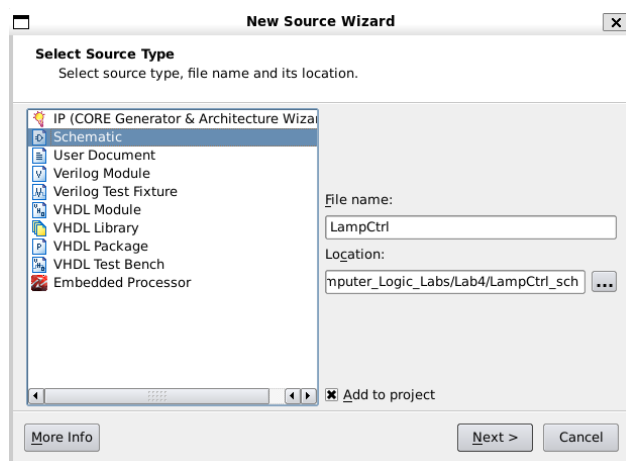 New Source Wizard
Select Source Type
Select source type, file name and its location.
IP (CORE Generator & Architecture Wizar
Schematic
User Document
Verilog Module
Verilog Test Fixture
VHDL Module
VHDL Library
VHDL Package
VHDL Test Bench
Embedded Processor
File name:
LampCtrl
Location:
mputer_Logic_Labs/Lab4/LampCtrl_sch
...
Add to project
More Info
Next >
Cancel